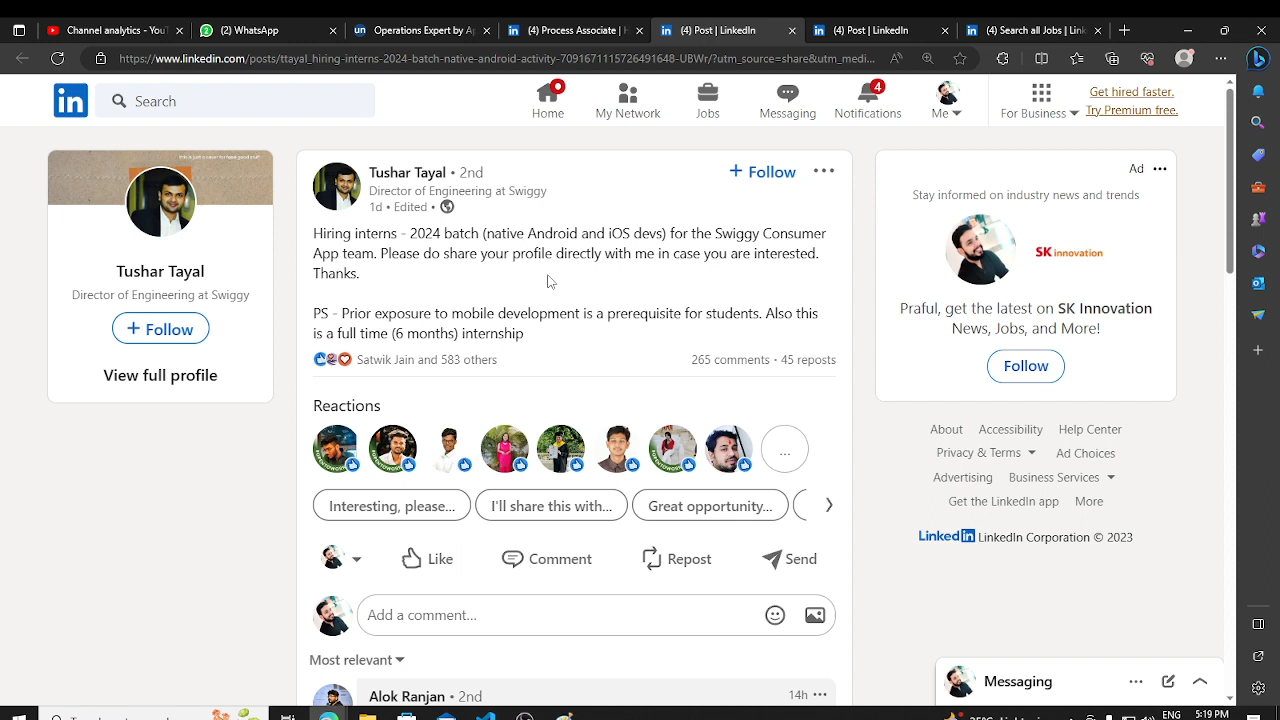 Channel analytics - You
(2) WhatsApp
Operations Expert by A
(4) Process Associate | H
(4) Post | LinkedIn
(4) Post | LinkedIn
(4) Search all Jobs | Link
https://www.linkedin.com/posts/ttayal_hiring-interns-2024-batch-native-android-activity-7091671115726491648-UBWr/?utm_source=share&utm_medi...
in
Search
Home
My Network
Jobs
Messaging
4
Notifications
Me
For Business
Get hired faster.
Try Premium free.
Tushar Tayal
Director of Engineering at Swiggy
+ Follow
View full profile
Tushar Tayal • 2nd
Director of Engineering at Swiggy
1d • Edited •
+ Follow
Hiring interns - 2024 batch (native Android and iOS devs) for the Swiggy Consumer
App team. Please do share your profile directly with me in case you are interested.
Thanks.
PS - Prior exposure to mobile development is a prerequisite for students. Also this
is a full time (6 months) internship
Satwik Jain and 583 others
265 comments • 45 reposts
Reactions
...
Interesting, please...
I'll share this with...
Great opportunity...
Like
Comment
Repost
Send
Add a comment...
Most relevant
Alok Ranjan • 2nd
14h
Ad
Stay informed on industry news and trends
SK innovation
Praful, get the latest on SK Innovation
News, Jobs, and More!
Follow
About
Accessibility
Help Center
Privacy & Terms
Ad Choices
Advertising
Business Services
Get the LinkedIn app
More
LinkedIn LinkedIn Corporation © 2023
Messaging
ENG
5:19 PM